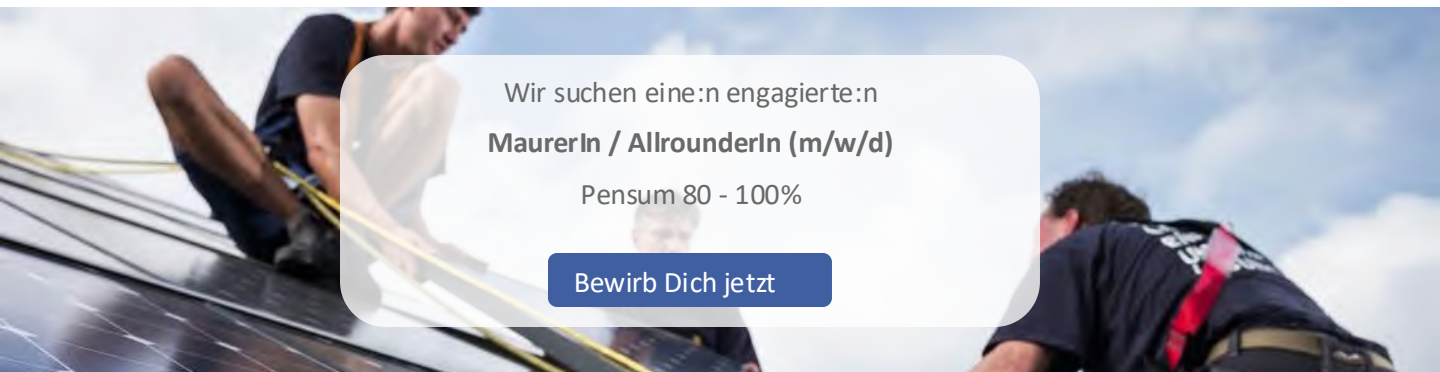 Wir suchen eine:n engagierte:n
MaurerIn / AllrounderIn (m/w/d)
Pensum 80 - 100%
Bewirb Dich jetzt